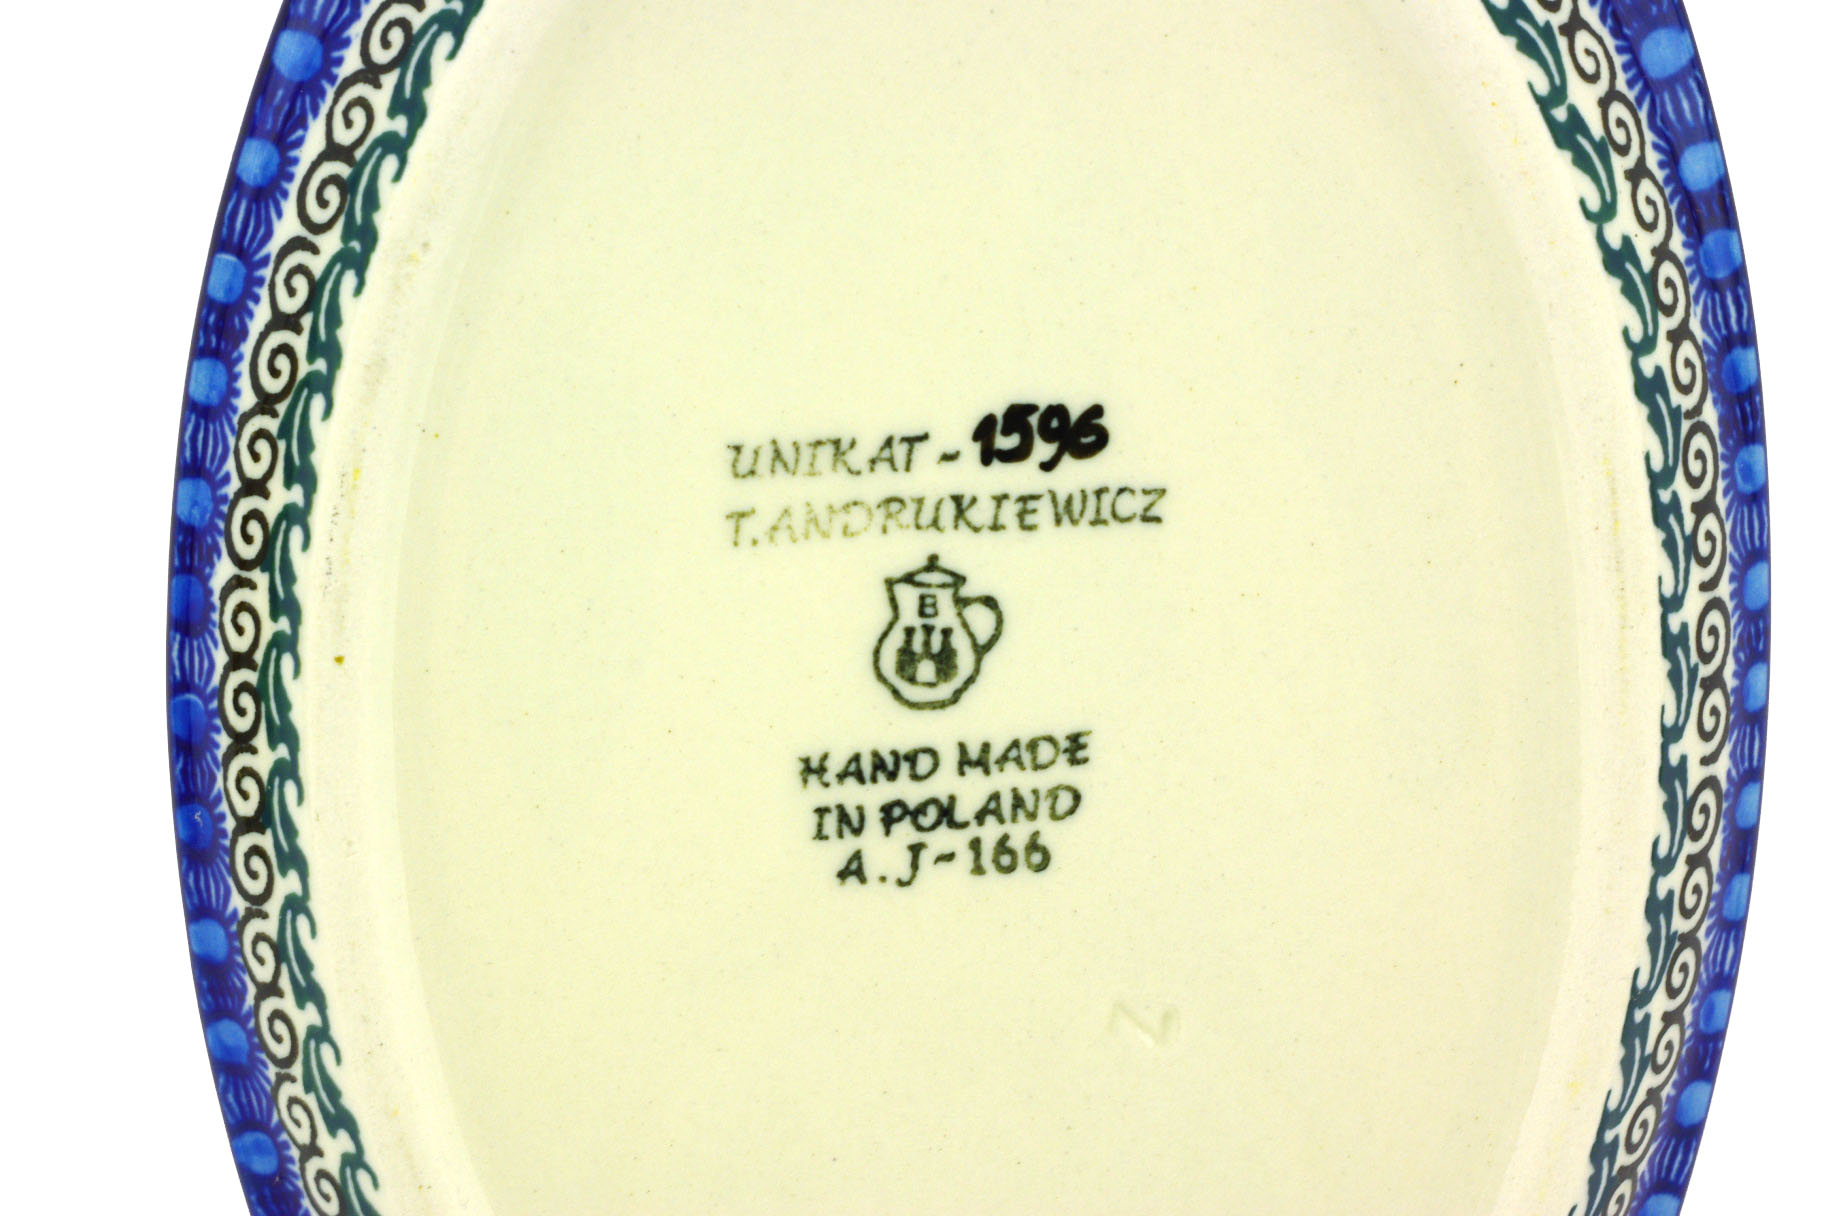 UNIKAT - 1596
T. ANDRUKIEWICZ
B
HAND MADE
IN POLAND
A.J-166